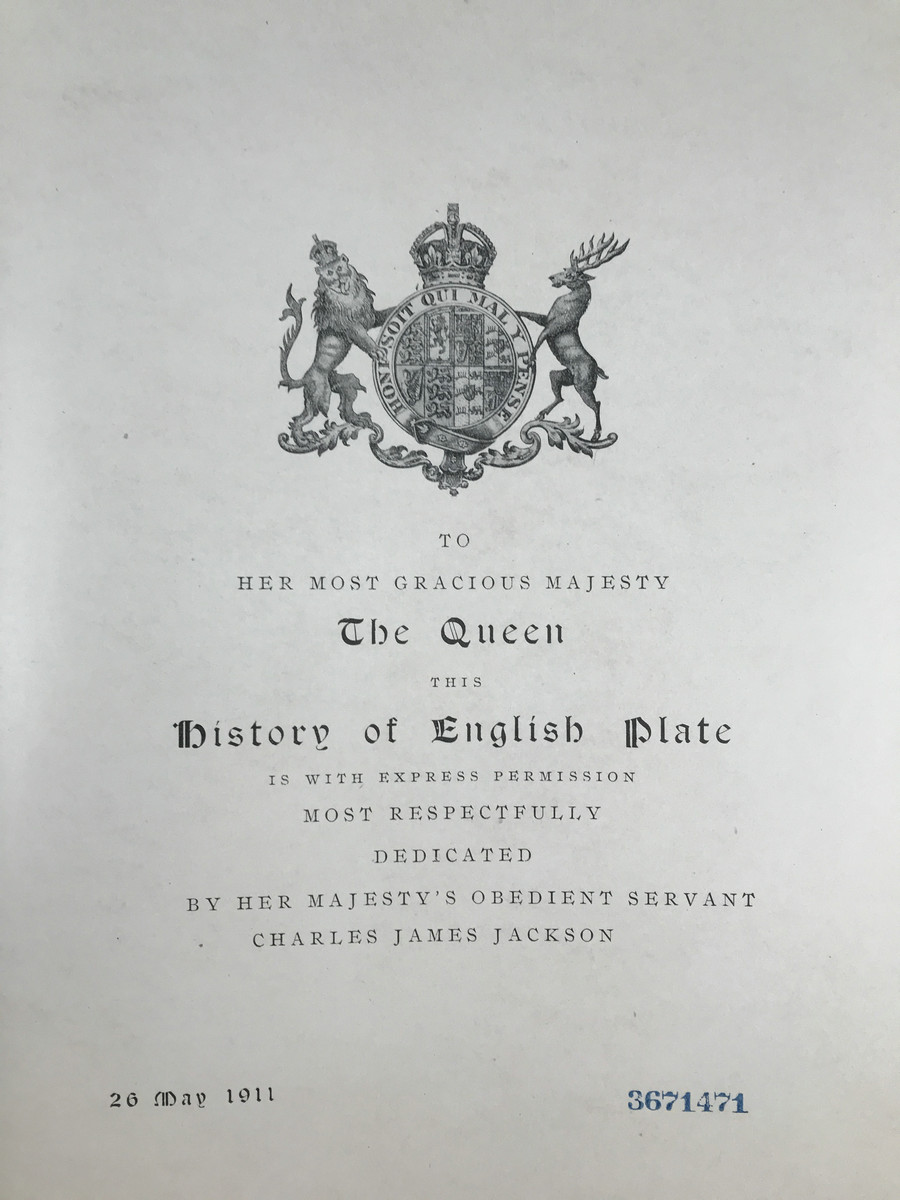 HONI SOIT QUI MAL Y PENSE
TO
HER MOST GRACIOUS MAJESTY
The Queen
THIS
History of English Plate
IS WITH EXPRESS PERMISSION
MOST RESPECTFULLY
DEDICATED
BY HER MAJESTY'S OBEDIENT SERVANT
CHARLES JAMES JACKSON
26 May 1911
3671471